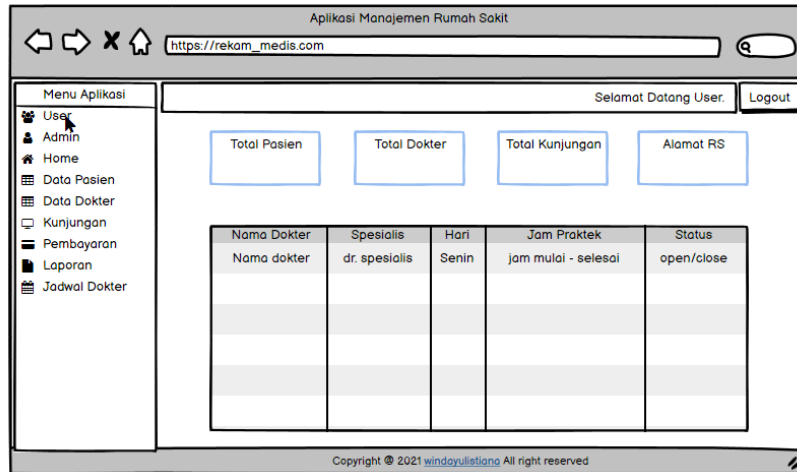 Aplikasi Manajemen Rumah Sakit
https://rekam_medis.com
Menu Aplikasi
User
Admin
Home
Data Pasien
Data Dokter
Kunjungan
Pembayaran
Laporan
Jadwal Dokter
Selamat Datang User.
Logout
Total Pasien
Total Dokter
Total Kunjungan
Alamat RS
Nama Dokter Spesialis Hari Jam Praktek Status
Nama dokter dr. spesialis Senin jam mulai - selesai open/close
Copyright @ 2021 windayulistiana All right reserved